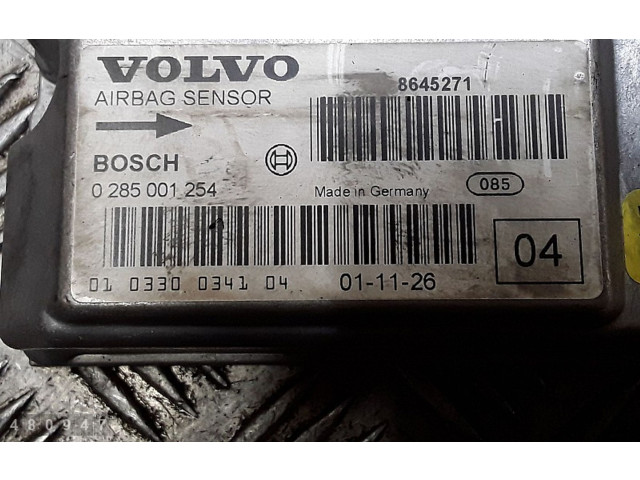 VOLVO
8645271
AIRBAG SENSOR
BOSCH
0 285 001 254
Made in Germany
085
04
01 0330 0341 04
01-11-26
480947